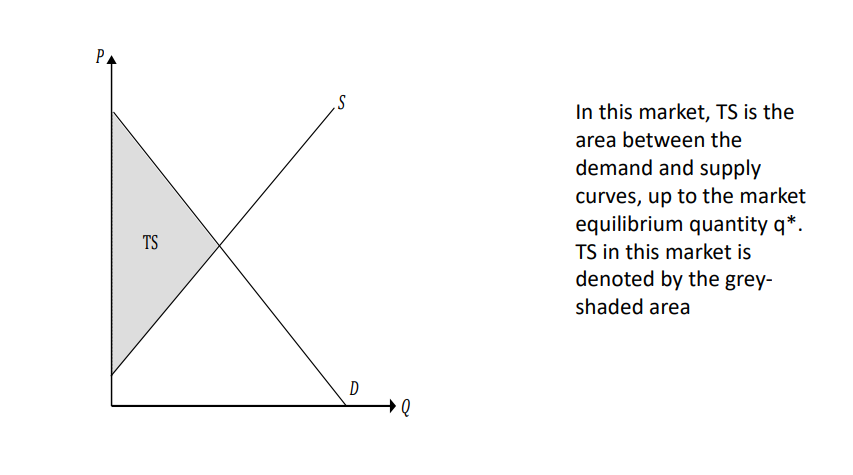 P
S
In this market, TS is the
area between the
demand and supply
curves, up to the market
equilibrium quantity q*.
TS in this market is
denoted by the grey-
shaded area
TS
D
Q